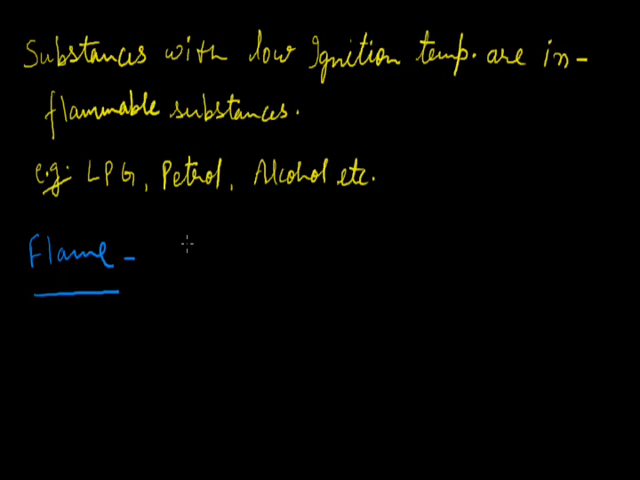 Substances with low Ignition temp. are in-
flammable substances.
e.g: LPG, Petrol, Alcohol etc.
Flame -